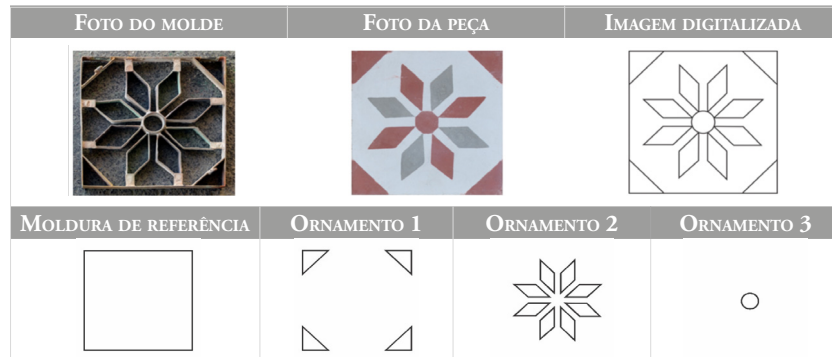 FOTO DO MOLDE FOTO DA PEÇA IMAGEM DIGITALIZADA
MOLDURA DE REFERÊNCIA ORNAMENTO 1 ORNAMENTO 2 ORNAMENTO 3